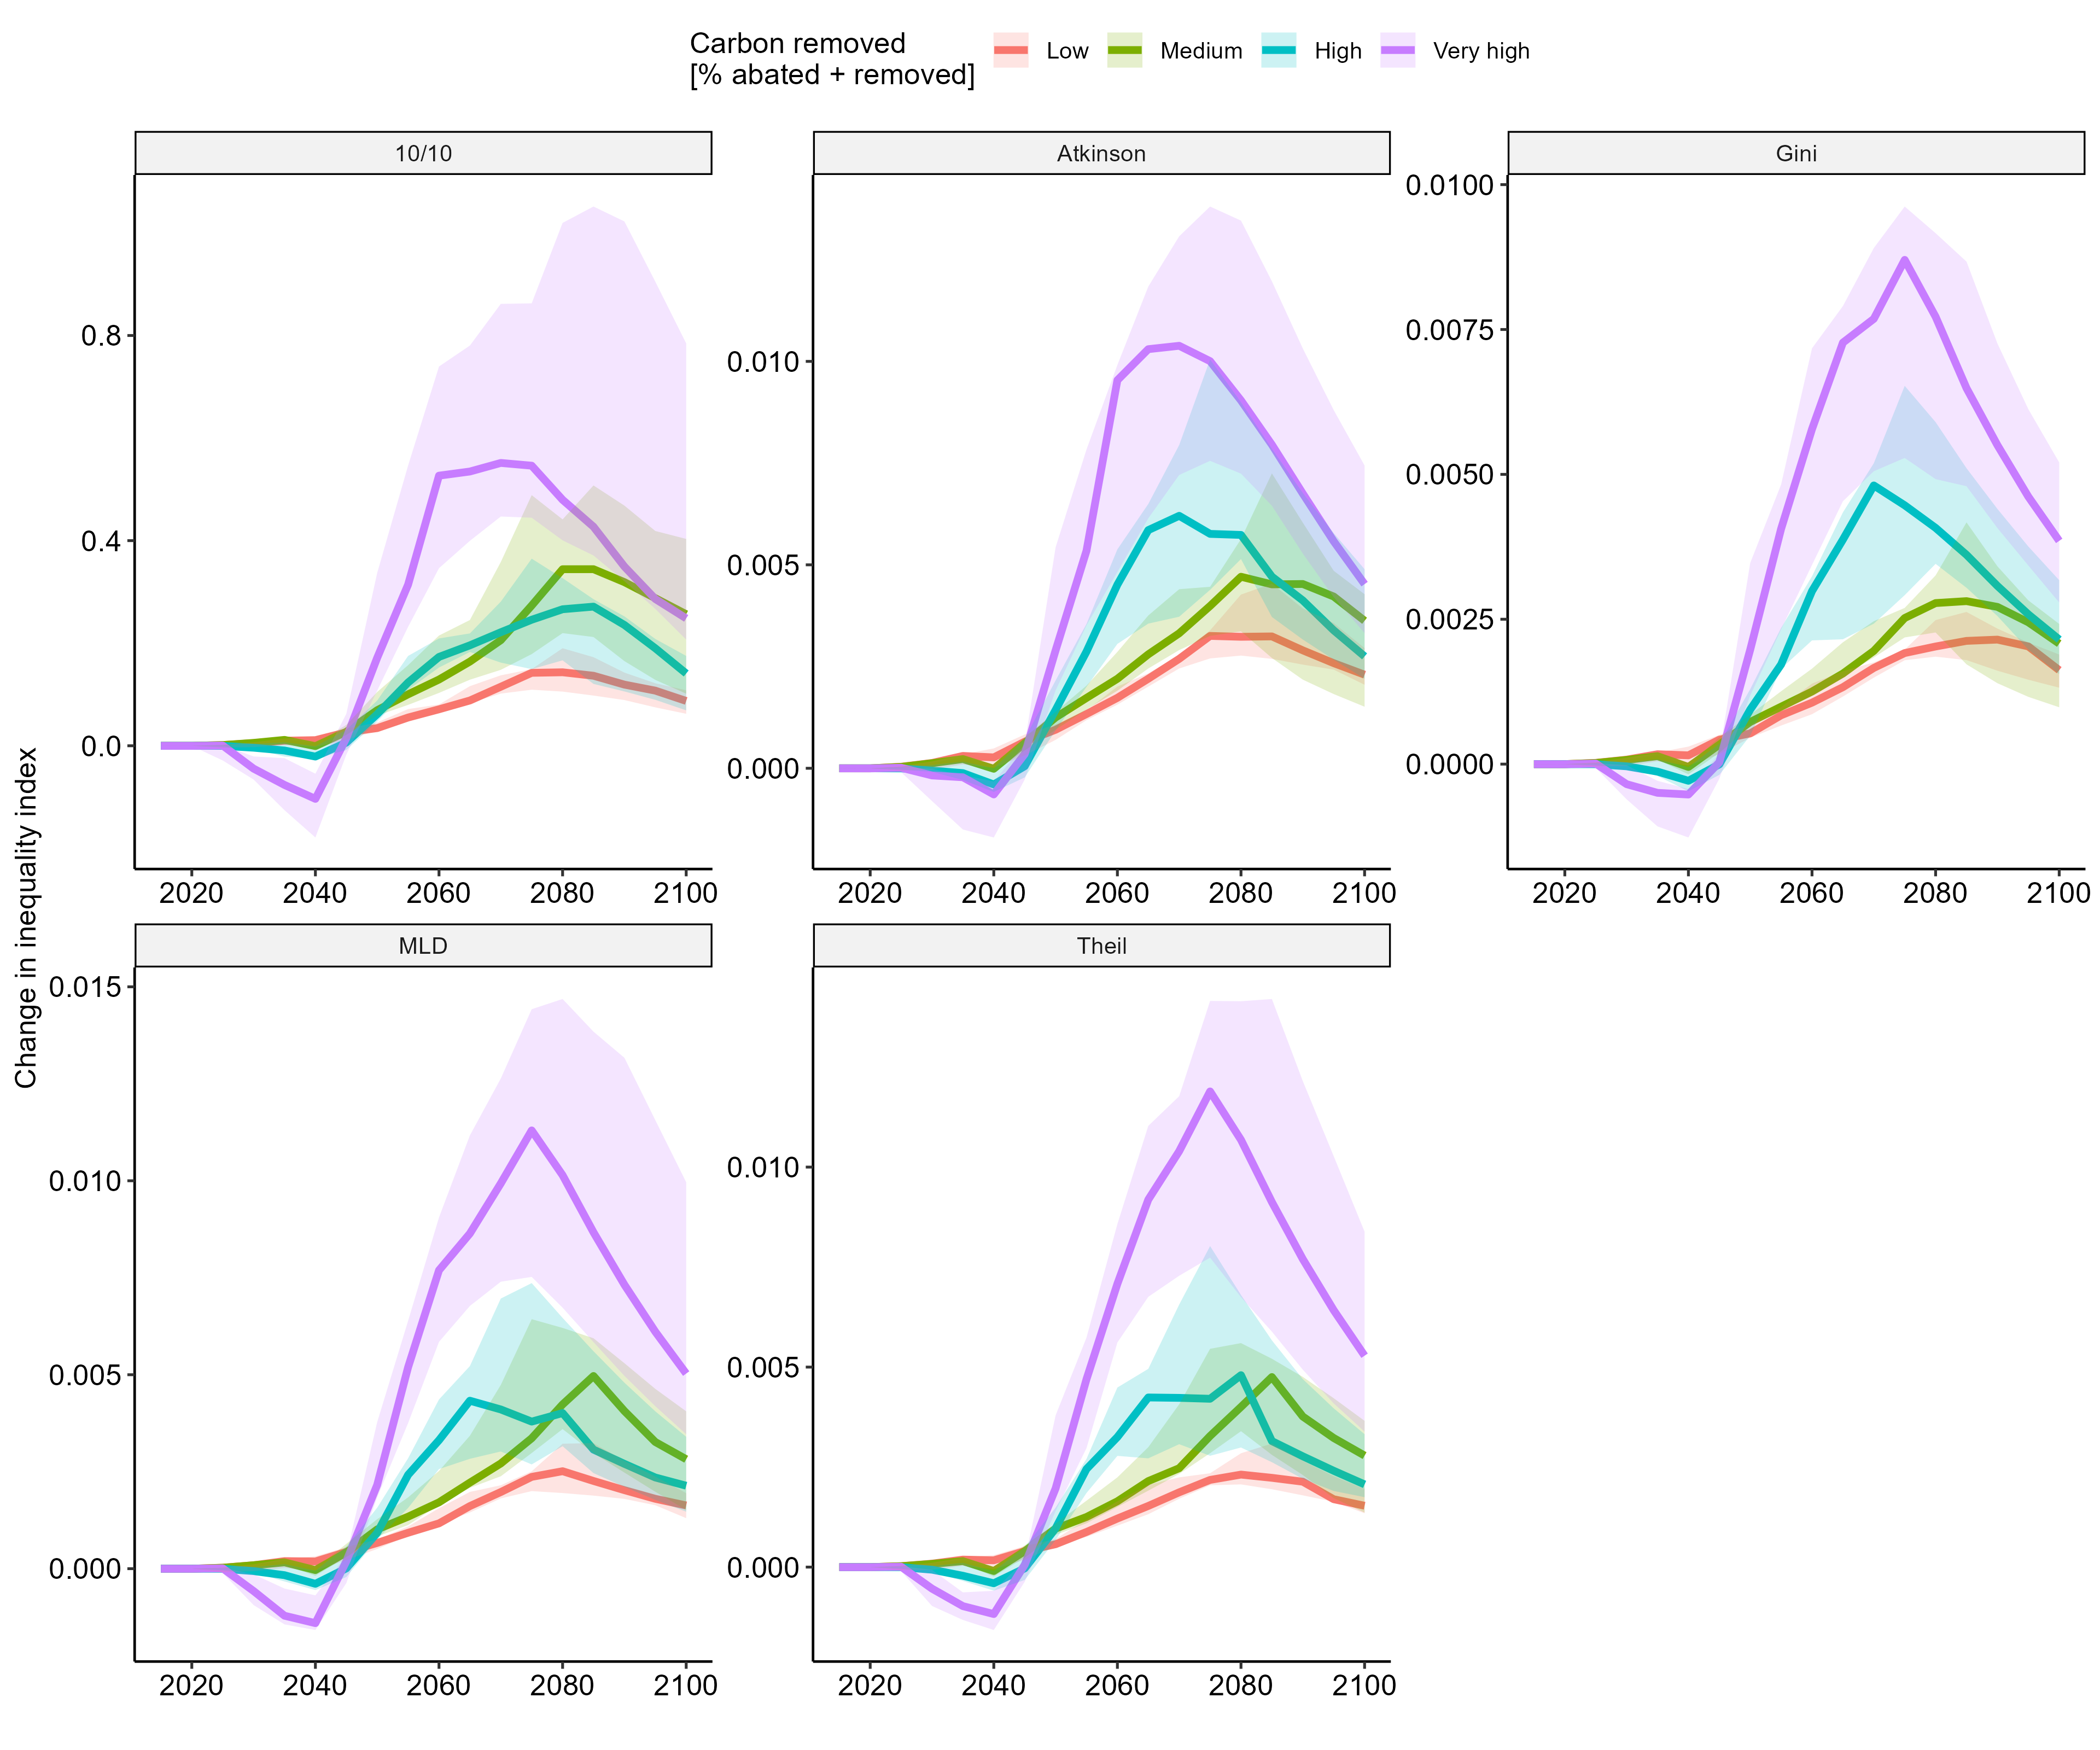 Carbon removed
[% abated + removed]
Low
Medium
High
Very high
Change in inequality index
10/10
0.8
0.4
0.0
2020 2040 2060 2080 2100
Atkinson
0.010
0.005
0.000
2020 2040 2060 2080 2100
Gini
0.0100
0.0075
0.0050
0.0025
0.0000
2020 2040 2060 2080 2100
MLD
0.015
0.010
0.005
0.000
2020 2040 2060 2080 2100
Theil
0.010
0.005
0.000
2020 2040 2060 2080 2100